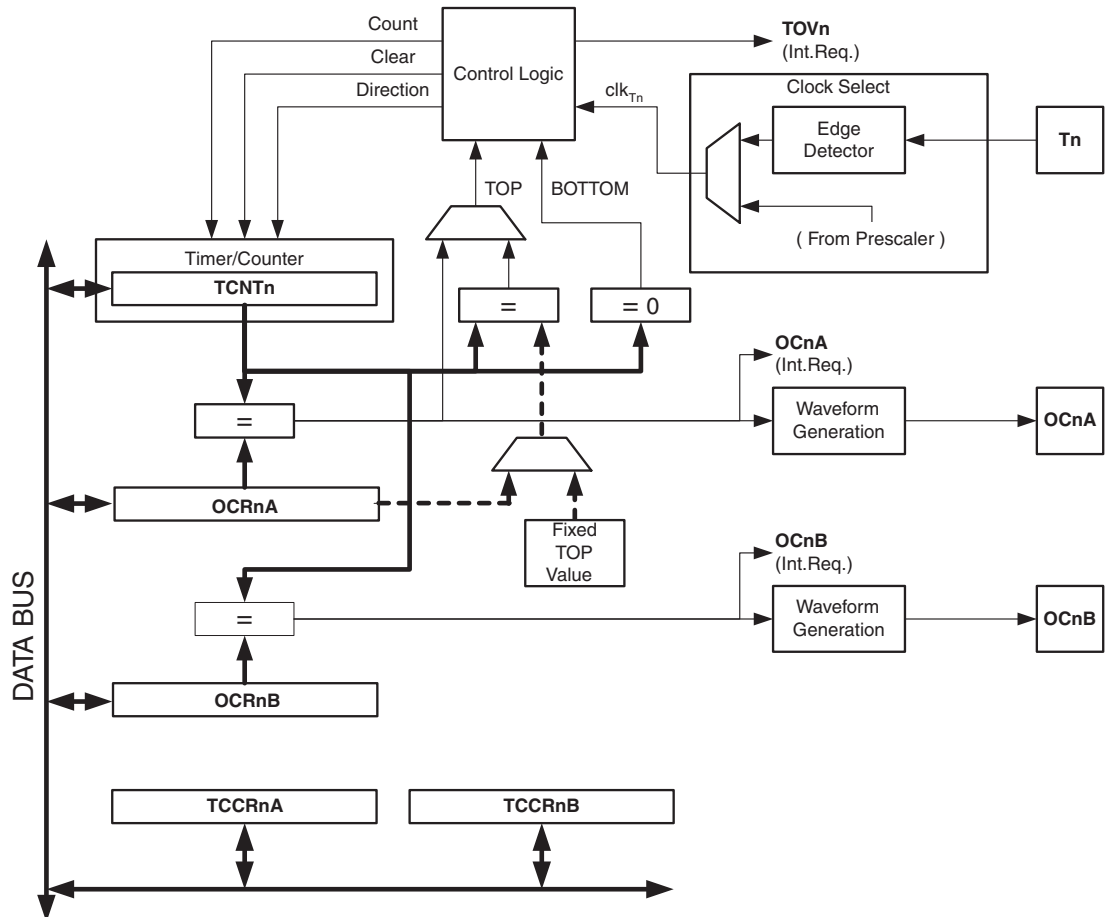 Count
Clear
Direction
Control Logic
TOVn
(Int.Req.)
clkTn
Clock Select
Edge
Detector
Tn
( From Prescaler )
TOP
BOTTOM
Timer/Counter
TCNTn
=
= 0
OCnA
(Int.Req.)
=
Waveform
Generation
OCnA
OCRnA
Fixed
TOP
Value
OCnB
(Int.Req.)
=
Waveform
Generation
OCnB
OCRnB
DATA BUS
TCCRnA
TCCRnB